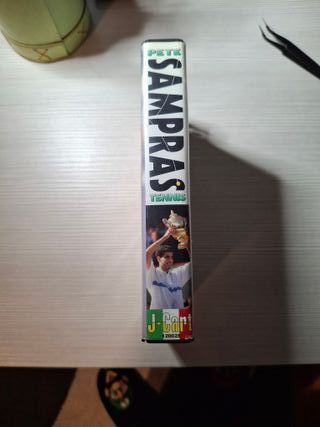 PETE
SAMPRAS
TENNIS
J-Cart